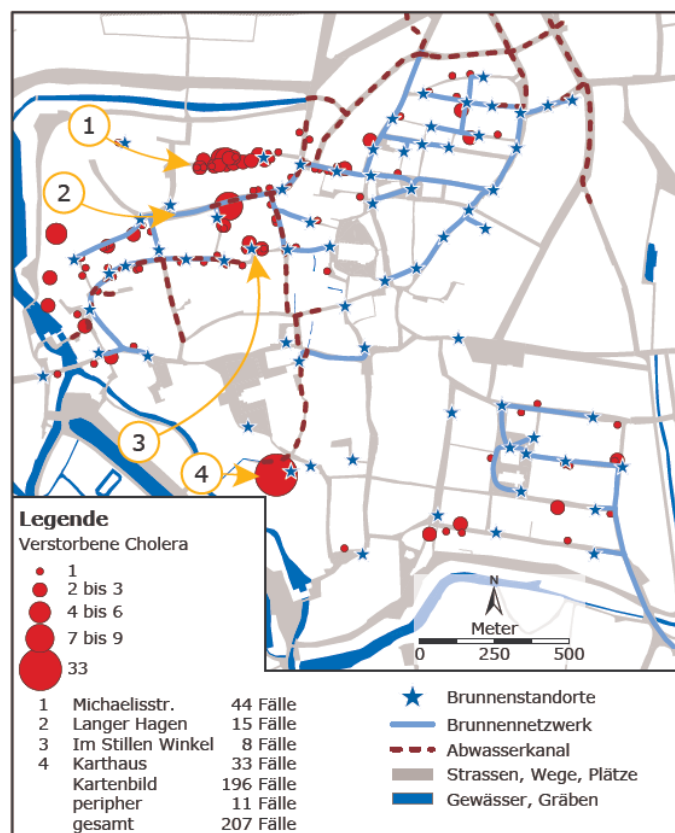 1
2
3
4
N
Meter
0 250 500
Legende
Verstorbene Cholera
1
2 bis 3
4 bis 6
7 bis 9
33
1 Michaelisstr. 44 Fälle
2 Langer Hagen 15 Fälle
3 Im Stillen Winkel 8 Fälle
4 Karthaus 33 Fälle
Kartenbild 196 Fälle
peripher 11 Fälle
gesamt 207 Fälle
Brunnenstandorte
Brunnennetzwerk
Abwasserkanal
Strassen, Wege, Plätze
Gewässer, Gräben